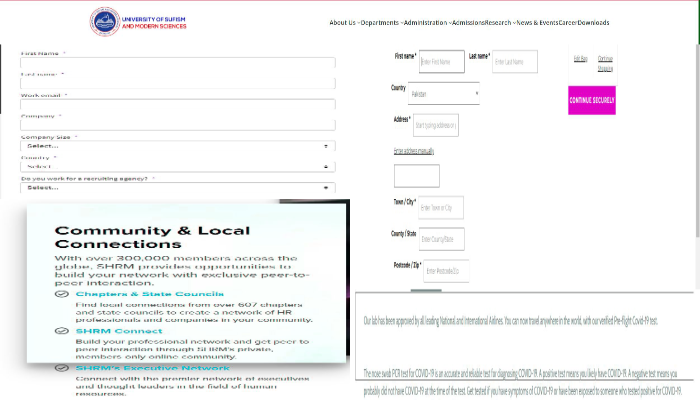 UNIVERSITY OF SUFISM
AND MODERN SCIENCES
About Us Departments Administration Admissions Research News & Events Career Downloads
First Name *
Last name *
Work email *
Company *
Company Size *
Select...
Country *
Select...
Do you work for a recruiting agency? *
Select...
First name * Enter First Name Last name * Enter Last Name
Country
Pakistan
Address * Start typing address or p
Enter address manually
Town / City * Enter Town or City
County / State Enter County/State
Postcode / Zip * Enter Postcode/Zip
Edit Bag Continue
Shopping
CONTINUE SECURELY
Community & Local
Connections
With over 300,000 members across the
globe, SHRM provides opportunities to
build your network with exclusive peer-to-
peer interaction.
Chapters & State Councils
Find local connections from over 607 chapters
and state councils to create a network of HR
professionals and companies in your community.
SHRM Connect
Build your professional network and get peer to
peer interaction through SHRM's private,
members only online community.
SHRM's Executive Network
Connect with the premier network of executives
and thought leaders in the field of human
resources.
Our lab has been approved by all leading National and International Airlines. You can now travel anywhere in the world, with our verified Pre-flight Covid-19 test.
The nose swab PCR test for COVID-19 is an accurate and reliable test for diagnosing COVID-19. A positive test means you likely have COVID-19. A negative test means you
probably did not have COVID-19 at the time of the test. Get tested if you have symptoms of COVID-19 or have been exposed to someone who tested positive for COVID-19.